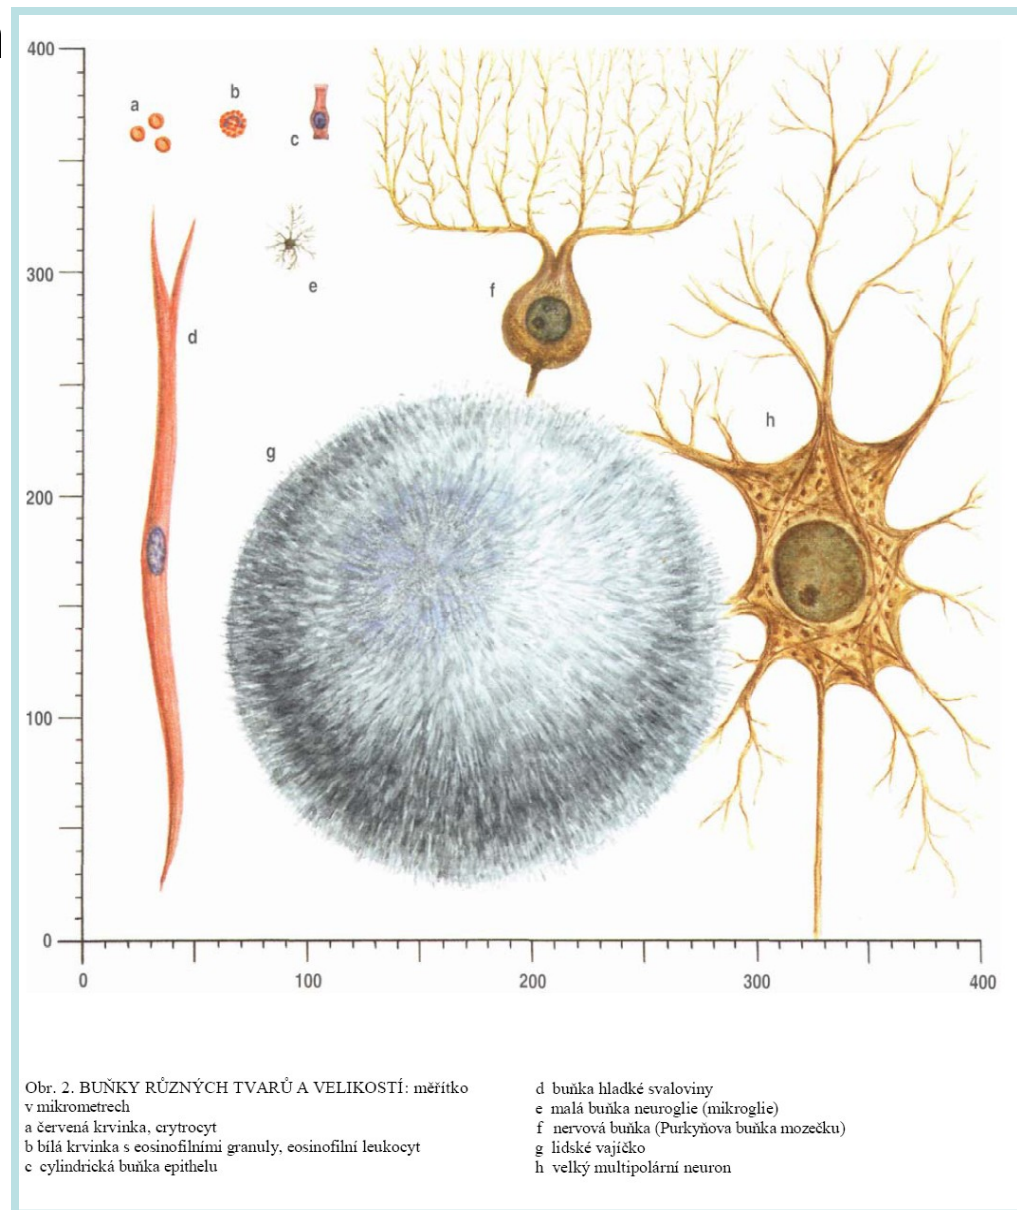 400
a
b
c
300
e
f
d
h
g
200
100
0
0 100 200 300 400
Obr. 2. BUŇKY RŮZNÝCH TVARŮ A VELIKOSTÍ: měřítko
v mikrometrech
a červená krvinka, crytrocyt
b bílá krvinka s eosinofilními granuly, eosinofilní leukocyt
c cylindrická buňka epithelu
d buňka hladké svaloviny
e malá buňka neuroglie (mikroglie)
f nervová buňka (Purkyňova buňka mozečku)
g lidské vajíčko
h velký multipolární neuron